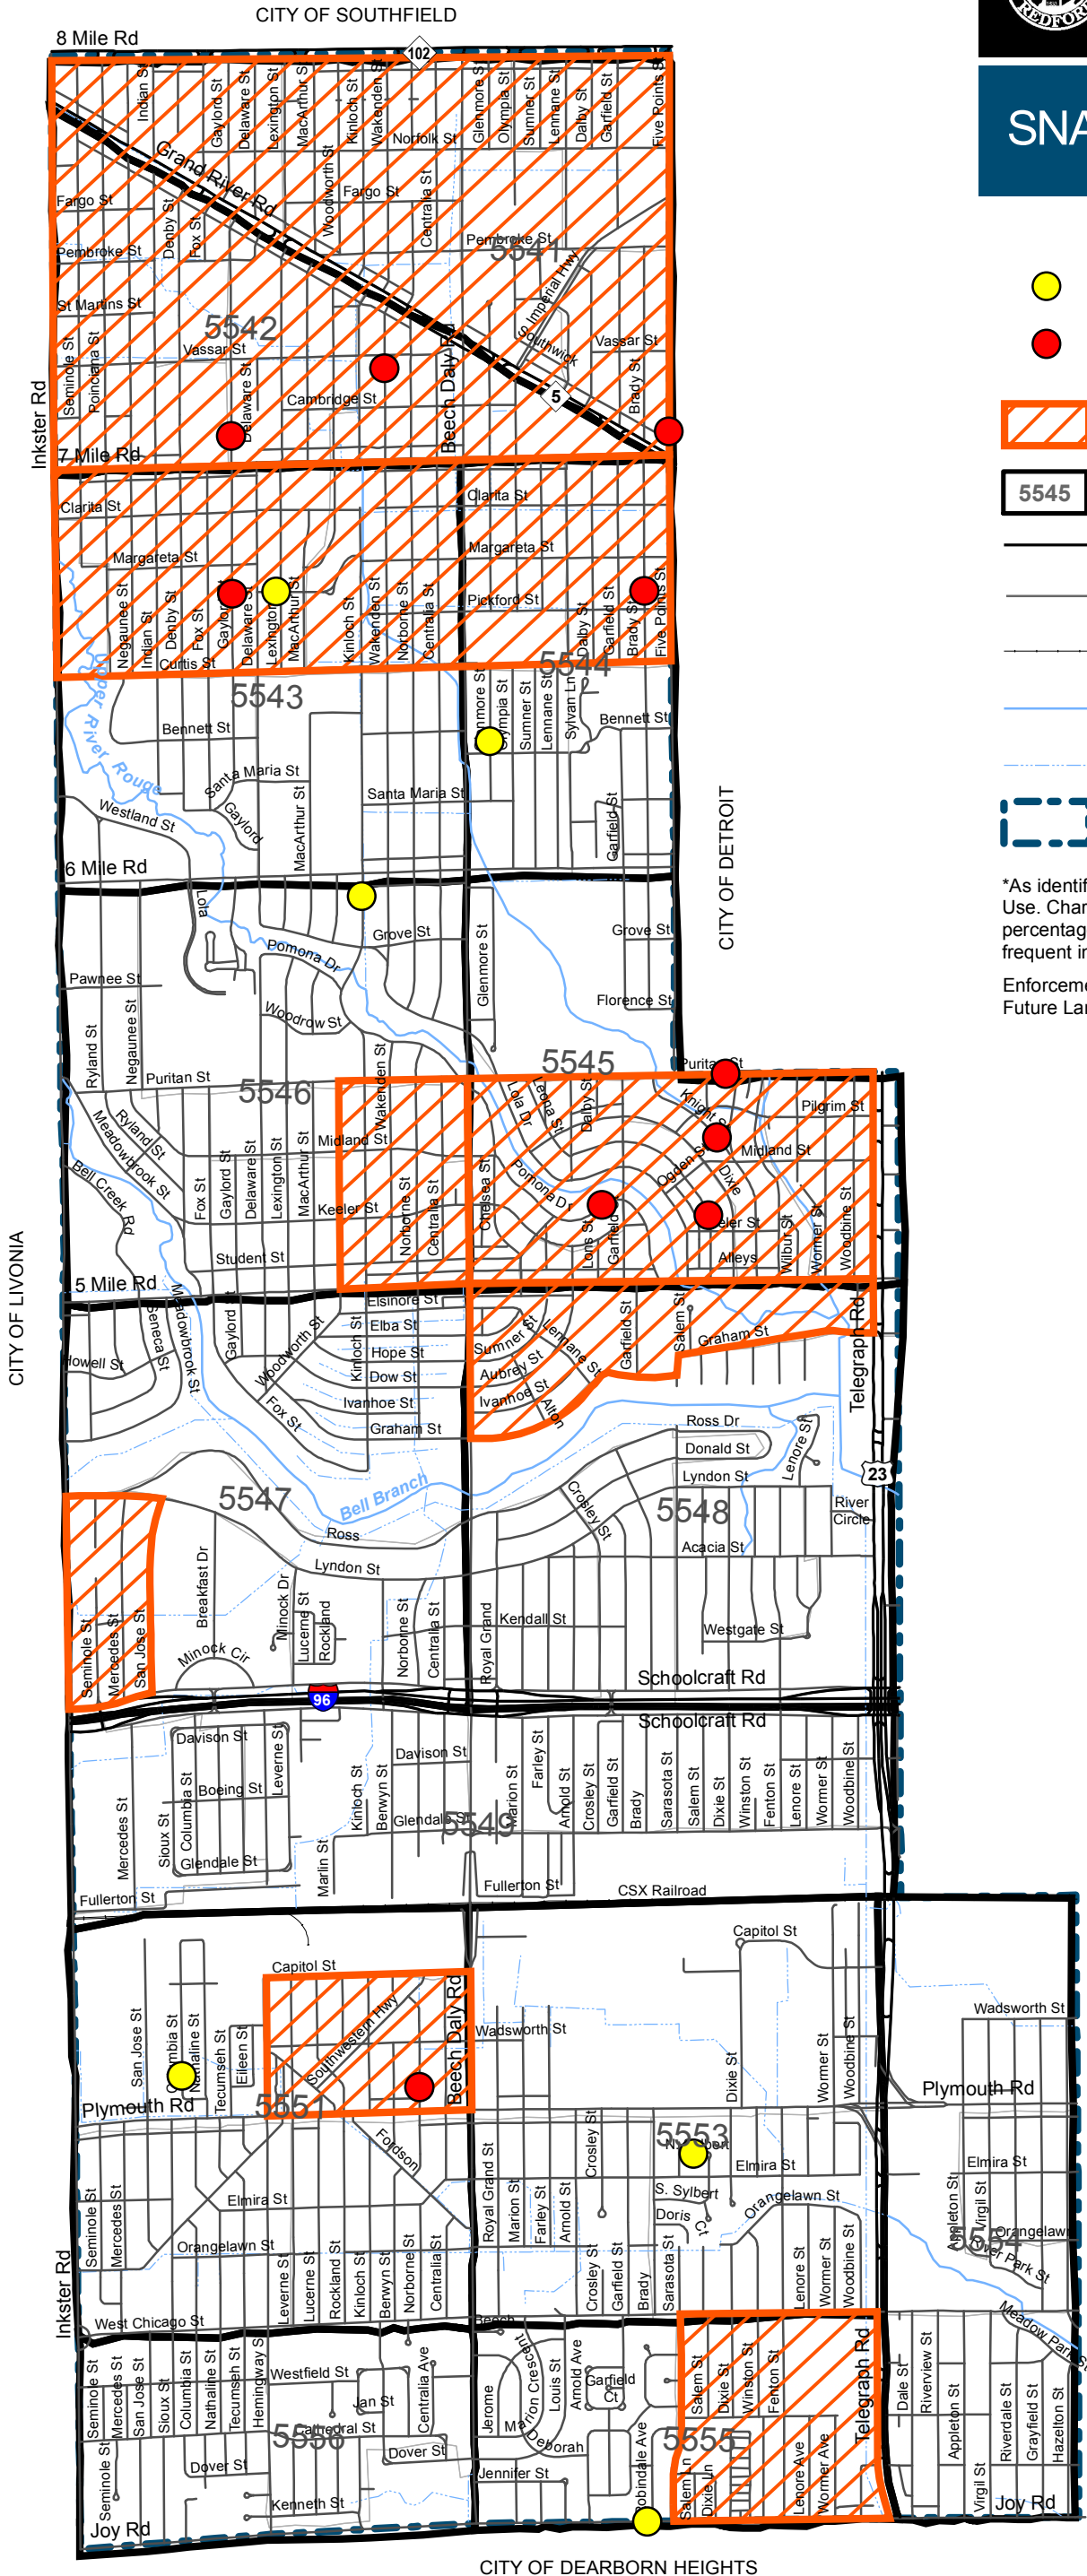 CITY OF SOUTHFIELD
8 Mile Rd
102
REDFOR
SNA
Indian St
Gaylord St
Delaware St
Lexington St
MacArthur St
Kinloch St
Wakenden St
Glenmore St
Olympia St
Sumner St
Lennane St
Dalby St
Garfield St
Five Points St
Norfolk St
Grand River Rd
Woodworth St
Fargo St
Centralia St
Fargo St
Denby St
Fox St
Pembroke St
Pembroke St
5541
S Imperial Hwy
St Martins St
5542
Vassar St
Southwick
Vassar St
Seminole St
Poinciana St
Delaware St
Cambridge St
Beech Daly Rd
5
Brady St
Inkster Rd
7 Mile Rd
5545
Clarita St
Clarita St
Margareta St
Margareta St
Pickford St
Negaunee St
Indian St
Denby St
Fox St
Delaware St
Lexington
MacArthur St
Kinloch St
Wakenden St
Norborne St
Centralia St
Dalby St
Garfield St
Brady St
Five Points St
Curtis St
5544
5543
Upper River Rouge
Bennett St
Olympia St
Sumner St
Lennane St
Sylvan Ln
Bennett St
Santa Maria St
Santa Maria St
Gaylord
MacArthur St
Garfield St
Westland St
CITY OF DETROIT
6 Mile Rd
*As identif
Use. Char
percentag
frequent in
Enforceme
Future Lar
Lola
Grove St
Grove St
Pomona Dr
Glenmore St
Pawnee St
Florence St
Woodrow St
Ryland St
Negaunee St
Puritan St
5546
Wakenden St
5545
Puritan St
Lola Dr
Leona St
Dalby St
Knight St
Pilgrim St
Ryland St
Meadowbrook St
Midland St
Midland St
Ogden St
Dixie
Bell Creek Rd
Fox St
Gaylord St
Delaware St
Lexington St
MacArthur St
Keeler St
Norborne St
Centralia St
Chelsea St
Pomona Dr
Garfield
Alleys
Wilbur St
Wormer St
Woodbine St
Student St
CITY OF LIVONIA
5 Mile Rd
Elsinore St
Elba St
Hope St
Dow St
Ivanhoe St
Graham St
Seneca St
Meadowbrook St
Gaylord St
Woodworth St
Kinloch St
Howell St
Fox St
Sumner St
Lennane St
Aubrey St
Ivanhoe St
Alton
Garfield St
Salem St
Graham St
Telegraph Rd
Ross Dr
Donald St
Lenore St
Lyndon St
23
5547
Bell Branch
Crosley St
5548
River
Circle
Ross
Acacia St
Lyndon St
Breakfast Dr
Seminole St
Mercedes St
San Jose St
Minock Dr
Lucerne St
Rockland
Minock Cir
Norborne St
Centralia St
Royal Grand
Kendall St
Westgate St
Schoolcraft Rd
96
Schoolcraft Rd
Davison St
Davison St
Leverne St
Boeing St
Mercedes St
Sioux St
Columbia St
Glendale St
Kinloch St
Berwyn St
Glendale St
5549
Marlin St
Marion St
Farley St
Arnold St
Crosley St
Garfield St
Brady
Sarasota St
Salem St
Dixie St
Winston St
Fenton St
Lenore St
Wormer St
Woodbine St
Fullerton St
Fullerton St
CSX Railroad
Capitol St
Capitol St
San Jose St
Nathaline St
Tecumseh St
Eileen St
Southwestern Hwy
Beech Daly Rd
Wadsworth St
Wadsworth St
Dixie St
Wormer St
Woodbine St
Plymouth Rd
Plymouth Rd
5551
Fordson
5553
Elmira St
Elmira St
Elmira St
Seminole St
Mercedes St
Orangelawn St
Royal Grand St
Marion St
Farley St
Arnold St
Crosley St
S. Sylbert
Doris Ct
Orangelawn St
Appleton St
Virgil St
Orangelawn
5554
River Park St
Leverne St
Lucerne St
Rockland St
Kinloch St
Berwyn St
Norborne St
Centralia St
Crosley St
Garfield St
Brady
Sarasota St
Lenore St
Wormer St
Woodbine St
Inkster Rd
West Chicago St
Beech
Meadow Park S
Seminole St
Mercedes St
San Jose St
Sioux St
Columbia St
Nathaline St
Tecumseh St
Hemingway S
Westfield St
Jan St
Cathedral St
5556
Centralia Ave
Jerome
Marion Crescent
Louis St
Arnold Ave
Garfield
Ct
Deborah
Salem St
Dixie St
Winston St
Fenton St
Telegraph Rd
Dale St
Riverview St
Appleton St
Riverdale St
Grayfield St
Hazelton St
5555
Dover St
Dover St
Jennifer St
Robindale Ave
Salem Ln
Dixie Ln
Lenore Ave
Wormer Ave
Virgil St
Seminole St
Kenneth St
Joy Rd
Joy Rd
CITY OF DEARBORN HEIGHTS